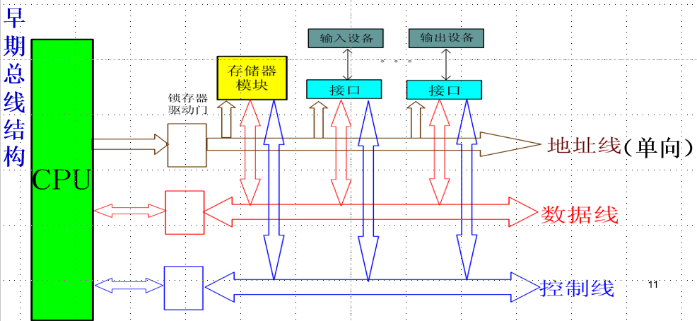 早期总线结构
输入设备
输出设备
存储器
模块
接口
接口
锁存器
驱动门
CPU
地址线(单向)
数据线
控制线
11